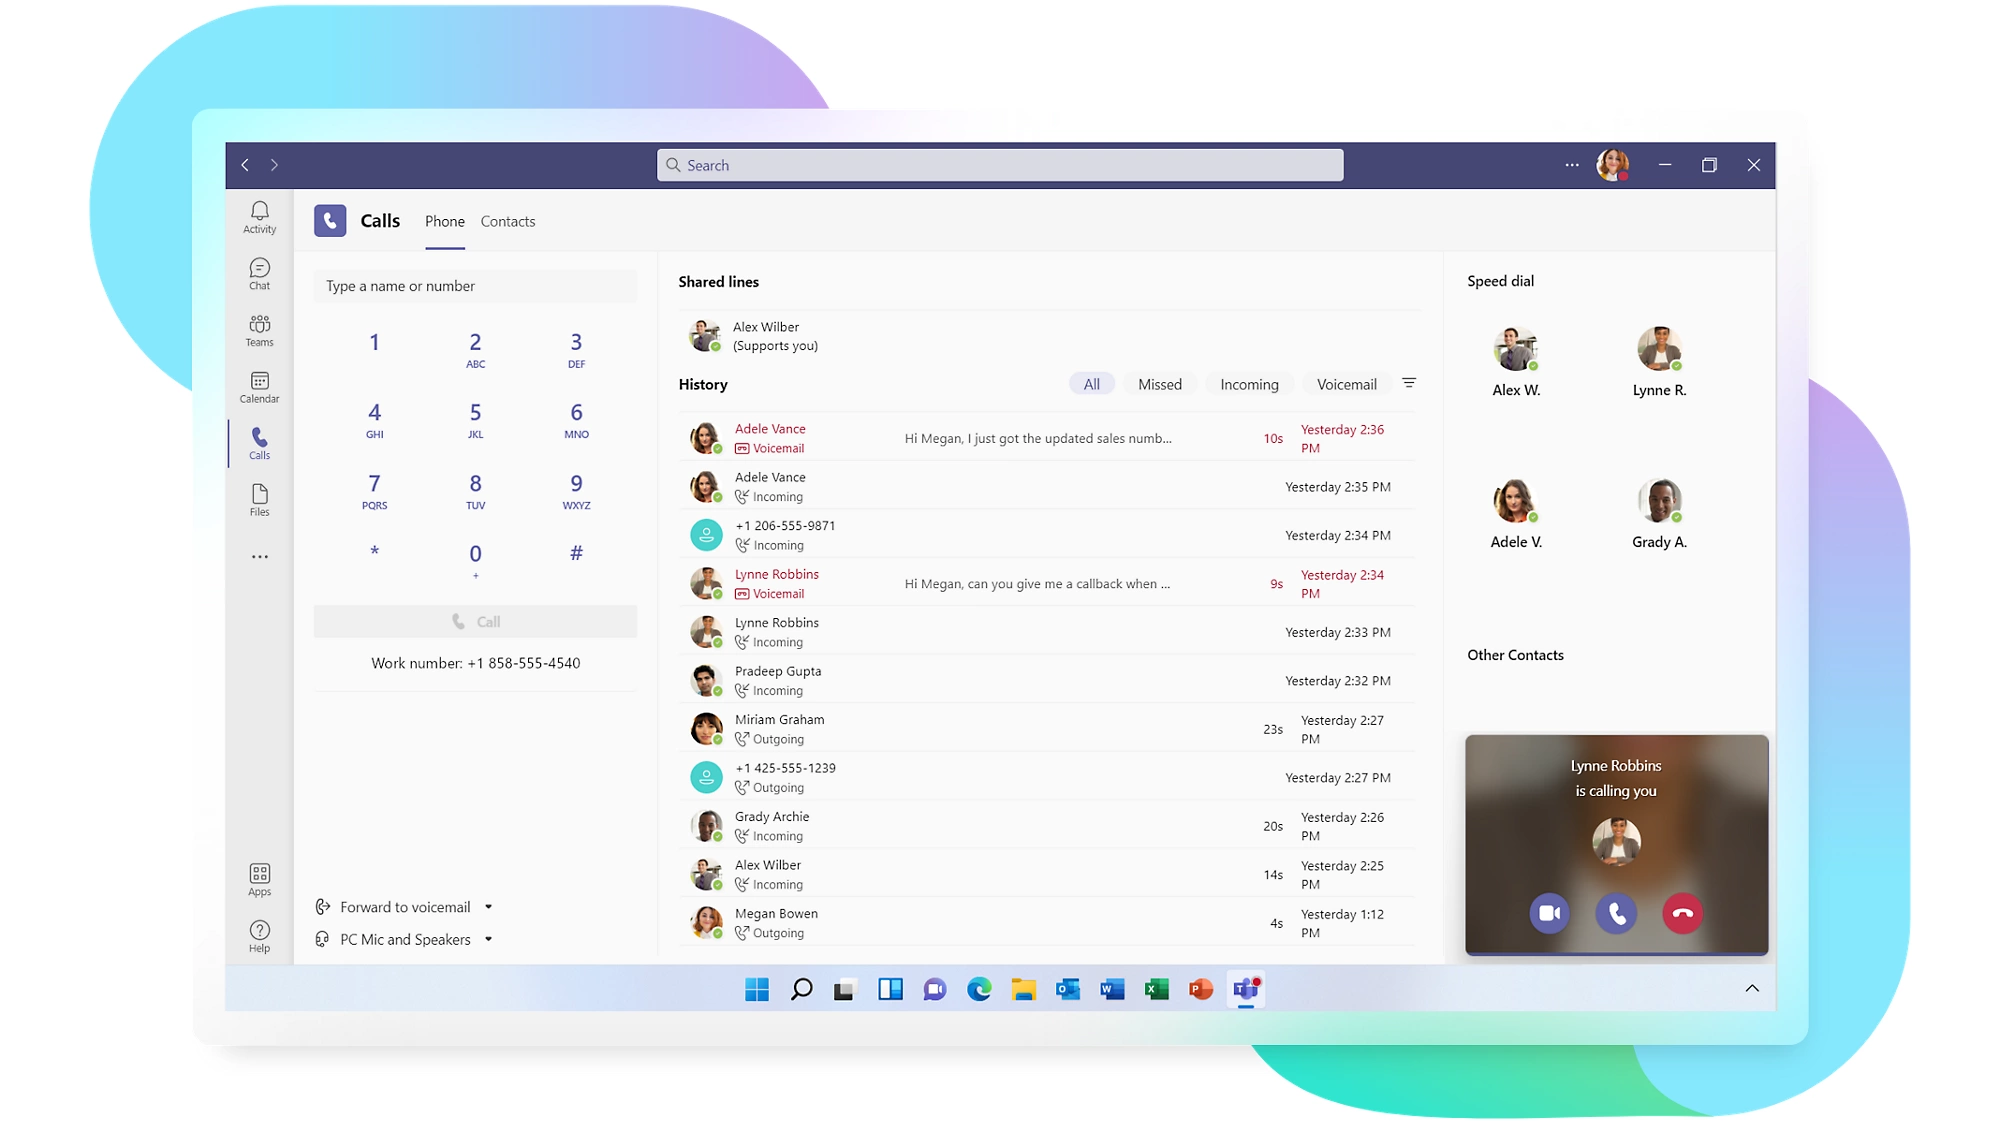 Search
Activity
Chat
Teams
Calendar
Calls
Files
Apps
Help
Calls
Phone
Contacts
Type a name or number
1
2
ABC
3
DEF
4
GHI
5
JKL
6
MNO
7
PQRS
8
TUV
9
WXYZ
*
0
+
#
Call
Work number: +1 858-555-4540
Forward to voicemail
PC Mic and Speakers
Shared lines
Alex Wilber
(Supports you)
History
All
Missed
Incoming
Voicemail
Adele Vance
Voicemail
Hi Megan, I just got the updated sales numb...
10s
Yesterday 2:36
PM
Adele Vance
Incoming
Yesterday 2:35 PM
+1 206-555-9871
Incoming
Yesterday 2:34 PM
Lynne Robbins
Voicemail
Hi Megan, can you give me a callback when ...
9s
Yesterday 2:34
PM
Lynne Robbins
Incoming
Yesterday 2:33 PM
Pradeep Gupta
Incoming
Yesterday 2:32 PM
Miriam Graham
Outgoing
23s
Yesterday 2:27
PM
+1 425-555-1239
Outgoing
Yesterday 2:27 PM
Grady Archie
Incoming
20s
Yesterday 2:26
PM
Alex Wilber
Incoming
14s
Yesterday 2:25
PM
Megan Bowen
Outgoing
4s
Yesterday 1:12
PM
Speed dial
Alex W.
Lynne R.
Adele V.
Grady A.
Other Contacts
Lynne Robbins
is calling you